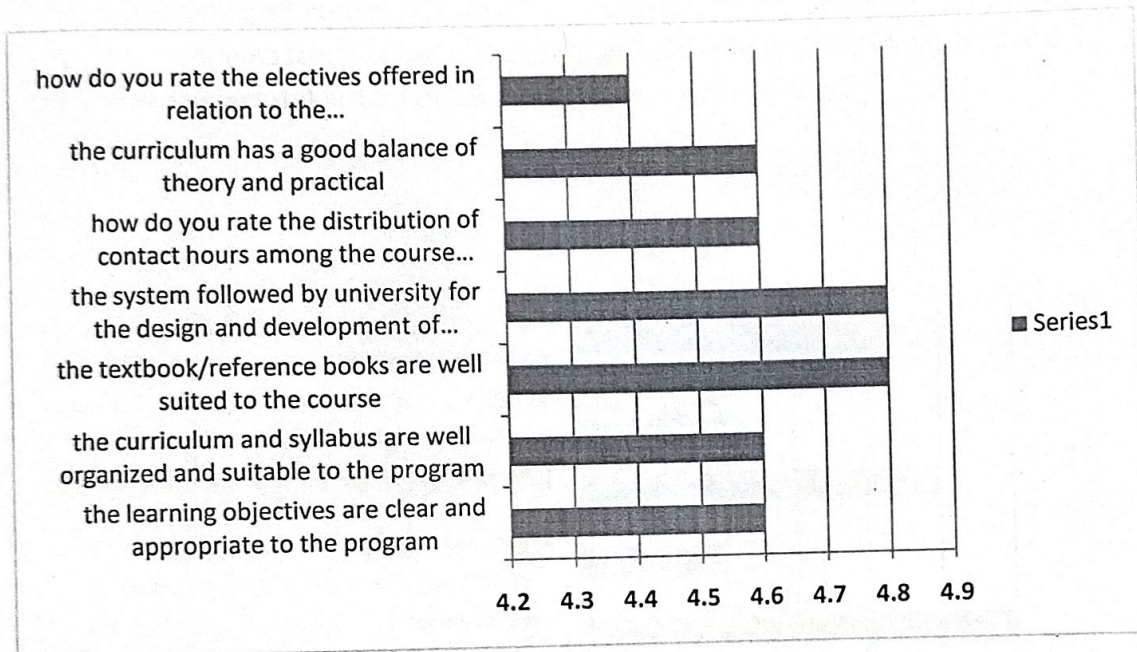 how do you rate the electives offered in
relation to the...
the curriculum has a good balance of
theory and practical
how do you rate the distribution of
contact hours among the course...
the system followed by university for
the design and development of...
the textbook/reference books are well
suited to the course
the curriculum and syllabus are well
organized and suitable to the program
the learning objectives are clear and
appropriate to the program
Series1
4.2 4.3 4.4 4.5 4.6 4.7 4.8 4.9